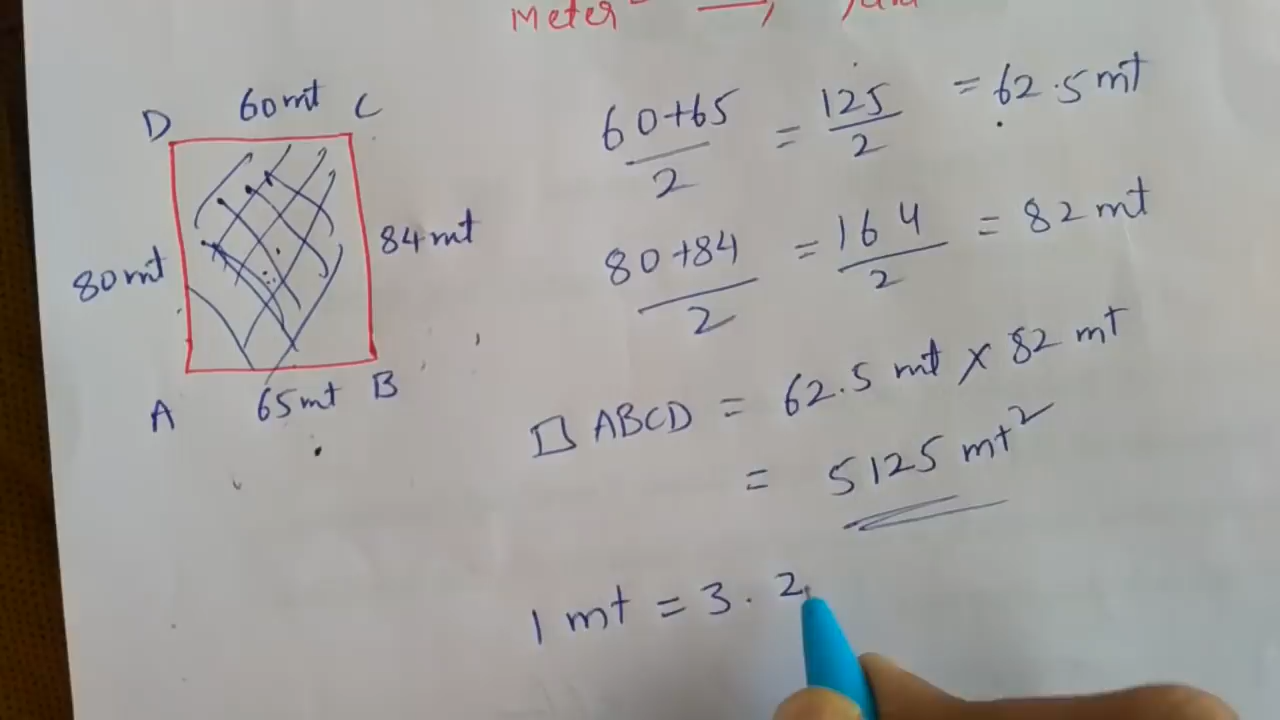 Meter
D 60mt C
80mt
84mt
A 65mt B
60+65 / 2 = 125 / 2 = 62.5 mt
80+84 / 2 = 164 / 2 = 82 mt
□ ABCD = 62.5 mt × 82 mt
= 5125 mt²
1 mt = 3.2